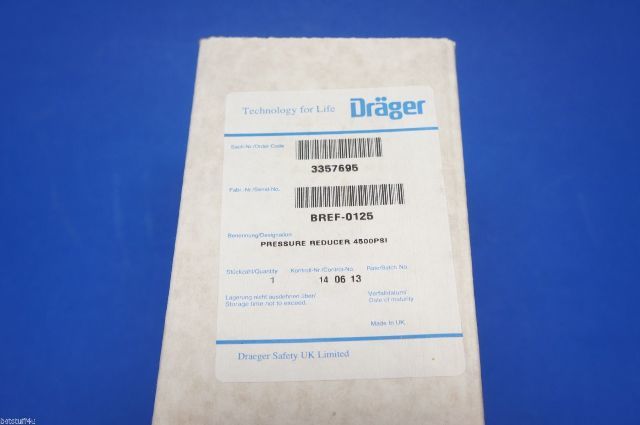 Technology for Life Dräger
Sach-Nr./Order Code
3357695
Fabr.-Nr./Serial-No.
BREF-0125
Benennung/Designation
PRESSURE REDUCER 4500PSI
Stückzahl/Quantity Kontroll-Nr./Control-No. Partie/Batch No.
1 14 06 13
Lagerung nicht ausdehnen über/ Verfalldatum/
Storage time not to exceed. Date of maturity
Made in UK
Draeger Safety UK Limited
batstuff4u